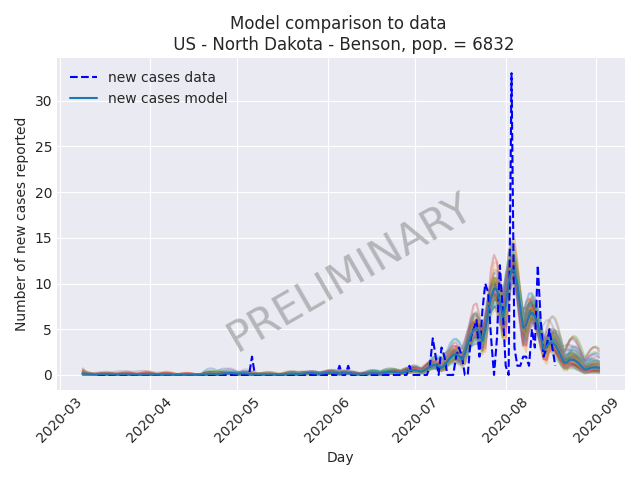 Model comparison to data
US - North Dakota - Benson, pop. = 6832
new cases data
new cases model
Number of new cases reported
30
25
20
15
10
5
0
PRELIMINARY
2020-03
2020-04
2020-05
2020-06
2020-07
2020-08
2020-09
Day